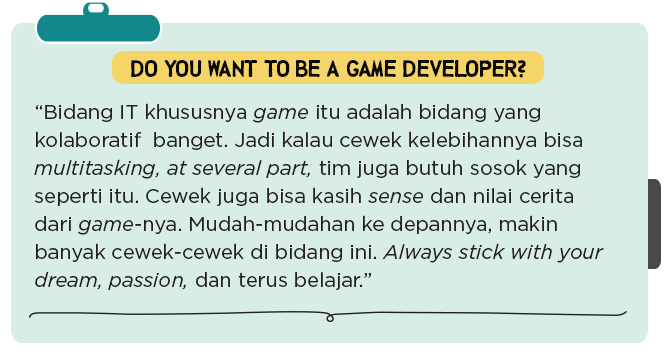 DO YOU WANT TO BE A GAME DEVELOPER?
“Bidang IT khususnya game itu adalah bidang yang
kolaboratif banget. Jadi kalau cewek kelebihannya bisa
multitasking, at several part, tim juga butuh sosok yang
seperti itu. Cewek juga bisa kasih sense dan nilai cerita
dari game-nya. Mudah-mudahan ke depannya, makin
banyak cewek-cewek di bidang ini. Always stick with your
dream, passion, dan terus belajar.”